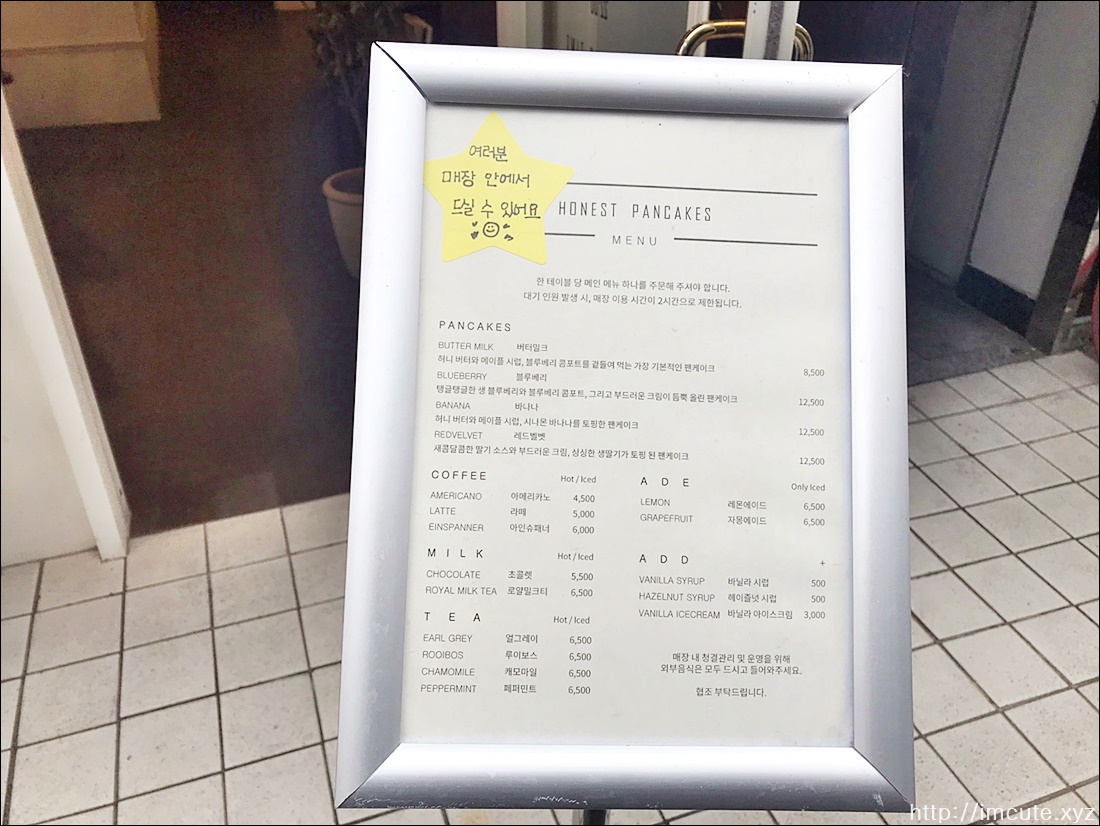 여러분
매장 안에서
드실 수 있어요
HONEST PANCAKES
MENU
한 테이블 당 메인 메뉴 하나를 주문해 주셔야 합니다.
대기 인원 발생 시, 매장 이용 시간이 2시간으로 제한됩니다.
PANCAKES
BUTTER MILK 버터밀크
허니 버터와 메이플 시럽, 블루베리 콤포트를 곁들여 먹는 가장 기본적인 팬케이크 8,500
BLUEBERRY 블루베리
탱글탱글한 생 블루베리와 블루베리 콤포트, 그리고 부드러운 크림이 듬뿍 올린 팬케이크 12,500
BANANA 바나나
허니 버터와 메이플 시럽, 시나몬 바나나를 토핑한 팬케이크 12,500
REDVELVET 레드벨벳
새콤달콤한 딸기 소스와 부드러운 크림, 싱싱한 생딸기가 토핑 된 팬케이크 12,500
COFFEE Hot / Iced
AMERICANO 아메리카노 4,500
LATTE 라떼 5,000
EINSPANNER 아인슈패너 6,000
MILK Hot / Iced
CHOCOLATE 초콜렛 5,500
ROYAL MILK TEA 로얄밀크티 6,500
TEA Hot / Iced
EARL GREY 얼그레이 6,500
ROOIBOS 루이보스 6,500
CHAMOMILE 캐모마일 6,500
PEPPERMINT 페퍼민트 6,500
ADE Only Iced
LEMON 레몬에이드 6,500
GRAPEFRUIT 자몽에이드 6,500
ADD +
VANILLA SYRUP 바닐라 시럽 500
HAZELNUT SYRUP 헤이즐넛 시럽 500
VANILLA ICECREAM 바닐라 아이스크림 3,000
매장 내 청결관리 및 운영을 위해
외부음식은 모두 드시고 들어와주세요.
협조 부탁드립니다.
http://imcute.xyz